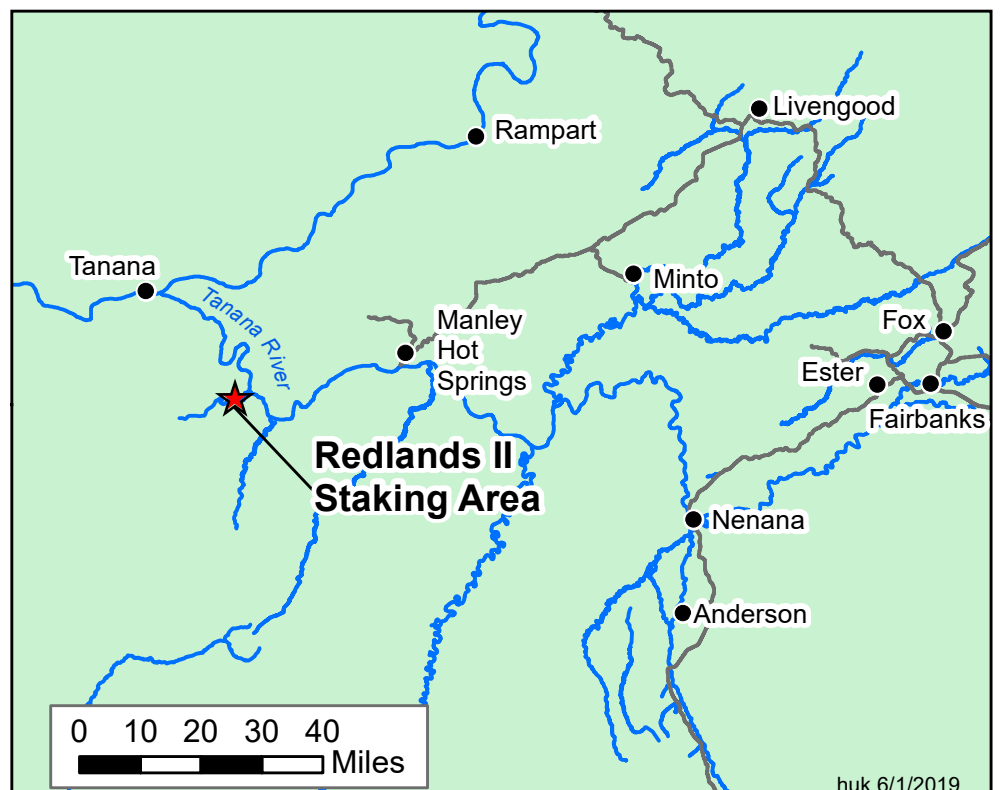 Livengood
Rampart
Tanana
Tanana River
Minto
Manley
Hot
Springs
Fox
Ester
Fairbanks
Redlands II
Staking Area
Nenana
Anderson
0 10 20 30 40
Miles
huk 6/1/2019